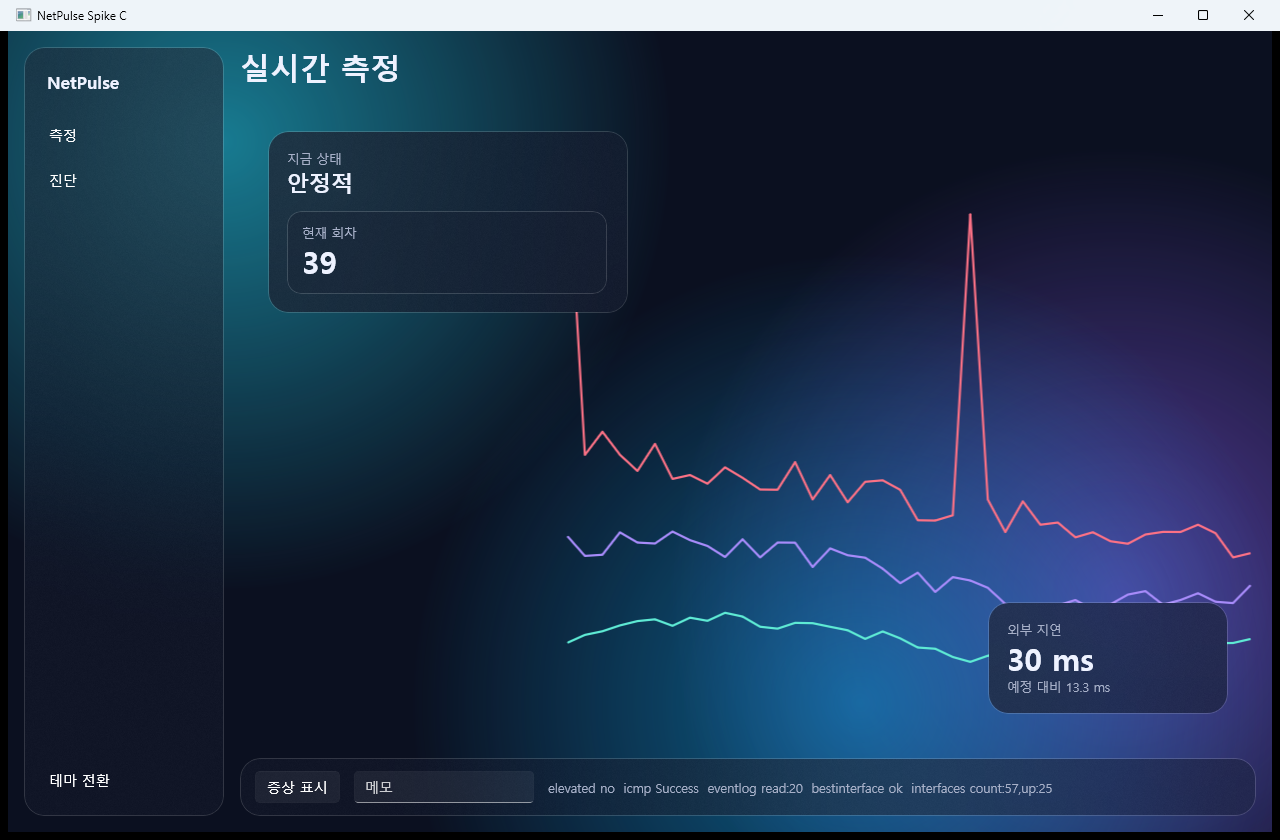 NetPulse Spike C
NetPulse
측정
진단
테마 전환
실시간 측정
지금 상태
안정적
현재 회차
39
외부 지연
30 ms
예정 대비 13.3 ms
증상 표시
메모
elevated no icmp Success eventlog read:20 bestinterface ok interfaces count:57,up:25